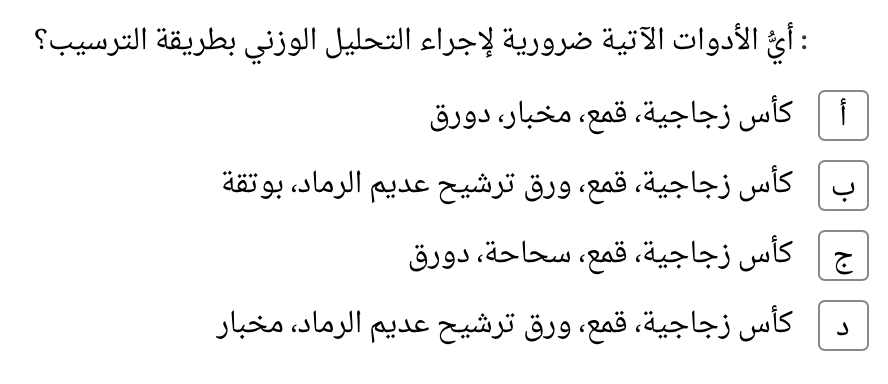 : أيُّ الأدوات الآتية ضرورية لإجراء التحليل الوزني بطريقة الترسيب؟
أ كأس زجاجية، قمع، مخبار، دورق
ب كأس زجاجية، قمع، ورق ترشيح عديم الرماد، بوتقة
ج كأس زجاجية، قمع، سحاحة، دورق
د كأس زجاجية، قمع، ورق ترشيح عديم الرماد، مخبار